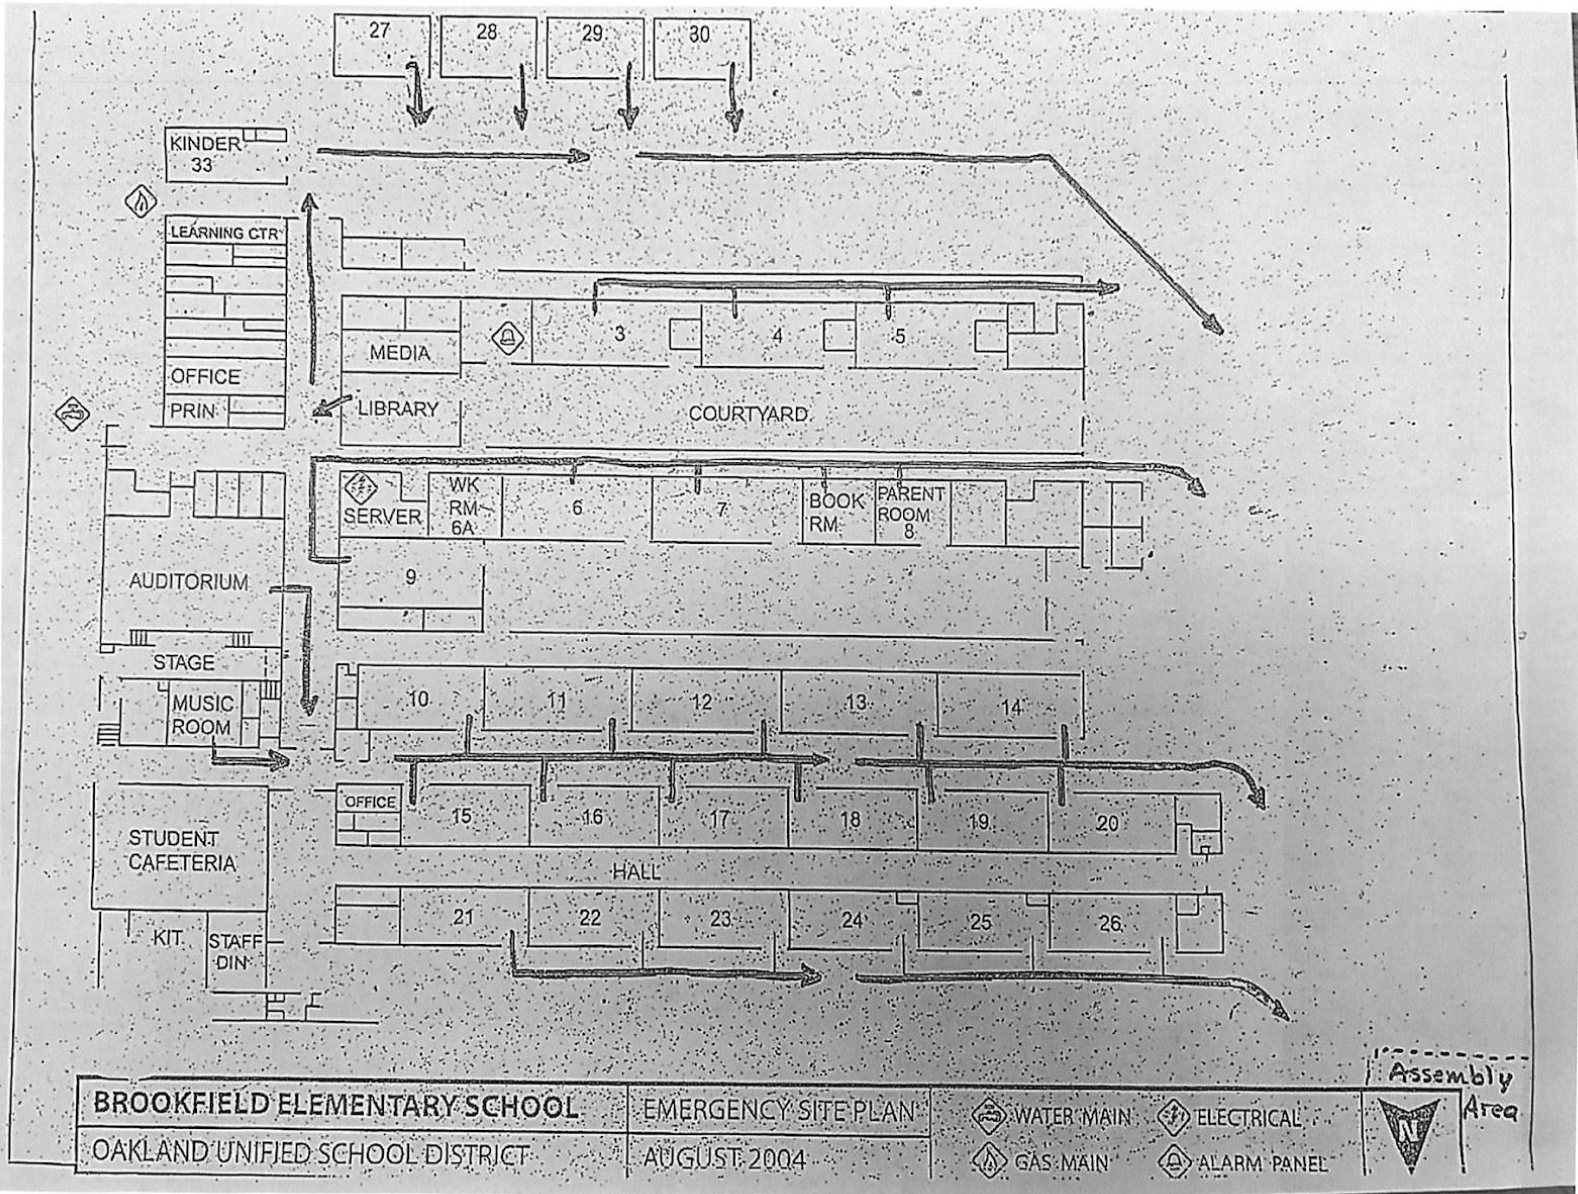 27
28
29
30
KINDER
33
LEARNING CTR
OFFICE
PRIN
MEDIA
LIBRARY
3
4
5
COURTYARD
SERVER
WK
RM
6A
6
7
BOOK
RM
PARENT
ROOM
8
9
AUDITORIUM
STAGE
MUSIC
ROOM
10
11
12
13
14
OFFICE
15
16
17
18
19
20
STUDENT
CAFETERIA
HALL
21
22
23
24
25
26
KIT
STAFF
DIN
Assembly
Area
BROOKFIELD ELEMENTARY SCHOOL
OAKLAND UNIFIED SCHOOL DISTRICT
EMERGENCY SITE PLAN
AUGUST 2004
WATER MAIN
ELECTRICAL
GAS MAIN
ALARM PANEL
N